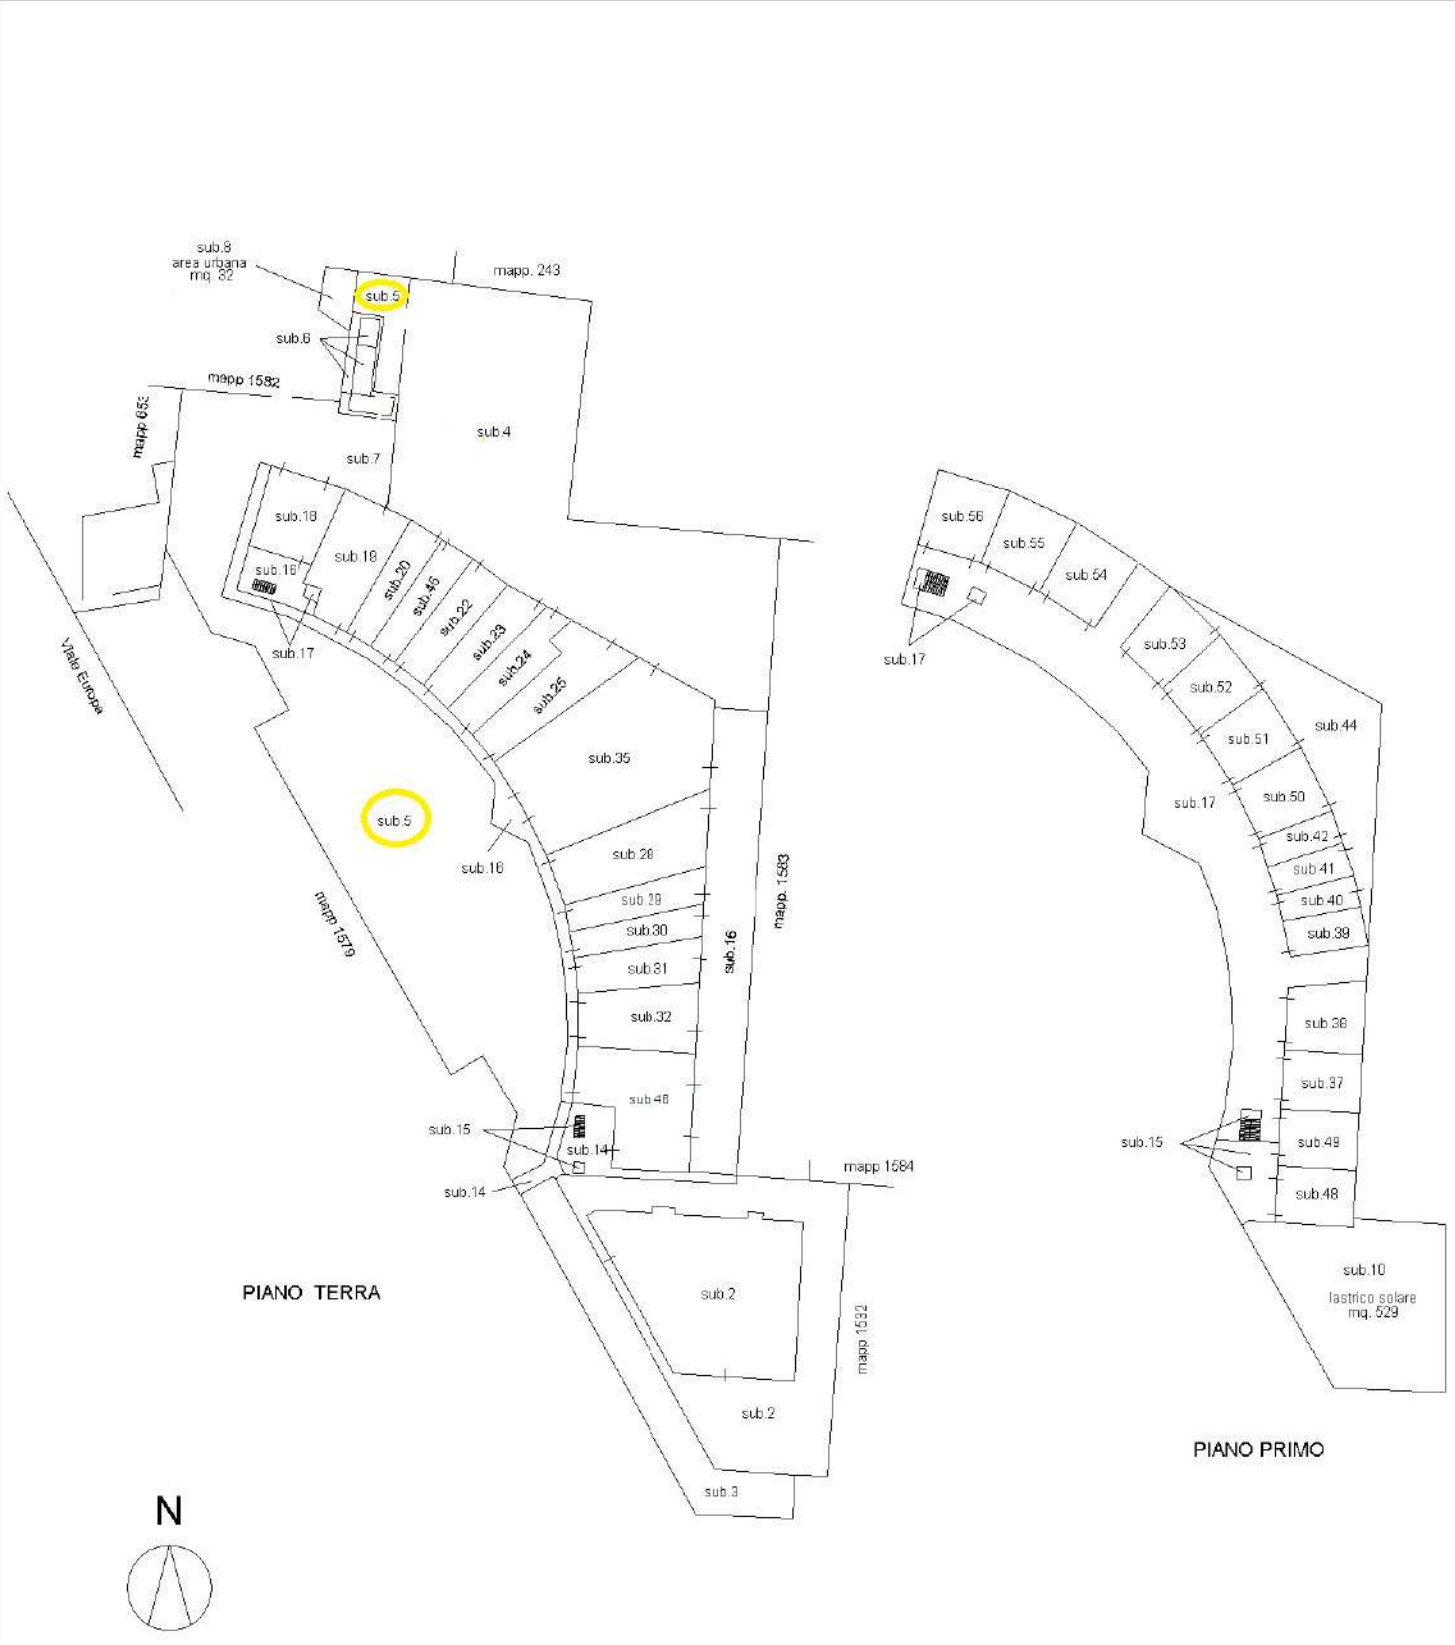 sub.8
area urbana
mq 32
mapp. 243
sub.5
sub.6
mapp 1582
mapp 653
sub.4
sub.7
sub.18
sub.19
sub.16
sub.20
sub.45
sub.22
sub.23
sub.24
sub.25
sub.17
Viale Europa
sub.35
sub.5
sub.16
sub.28
sub.29
sub.30
sub.31
sub.32
sub.16
mapp. 1583
mapp 1579
sub.46
sub.15
sub.14
sub.14
mapp 1584
sub.2
mapp 1532
sub.2
sub.3
PIANO TERRA
N
sub.56
sub.55
sub.54
sub.17
sub.53
sub.52
sub.51
sub.44
sub.17
sub.50
sub.42
sub.41
sub.40
sub.39
sub.38
sub.37
sub.15
sub.49
sub.48
sub.10
lastrico solare
mq. 529
PIANO PRIMO